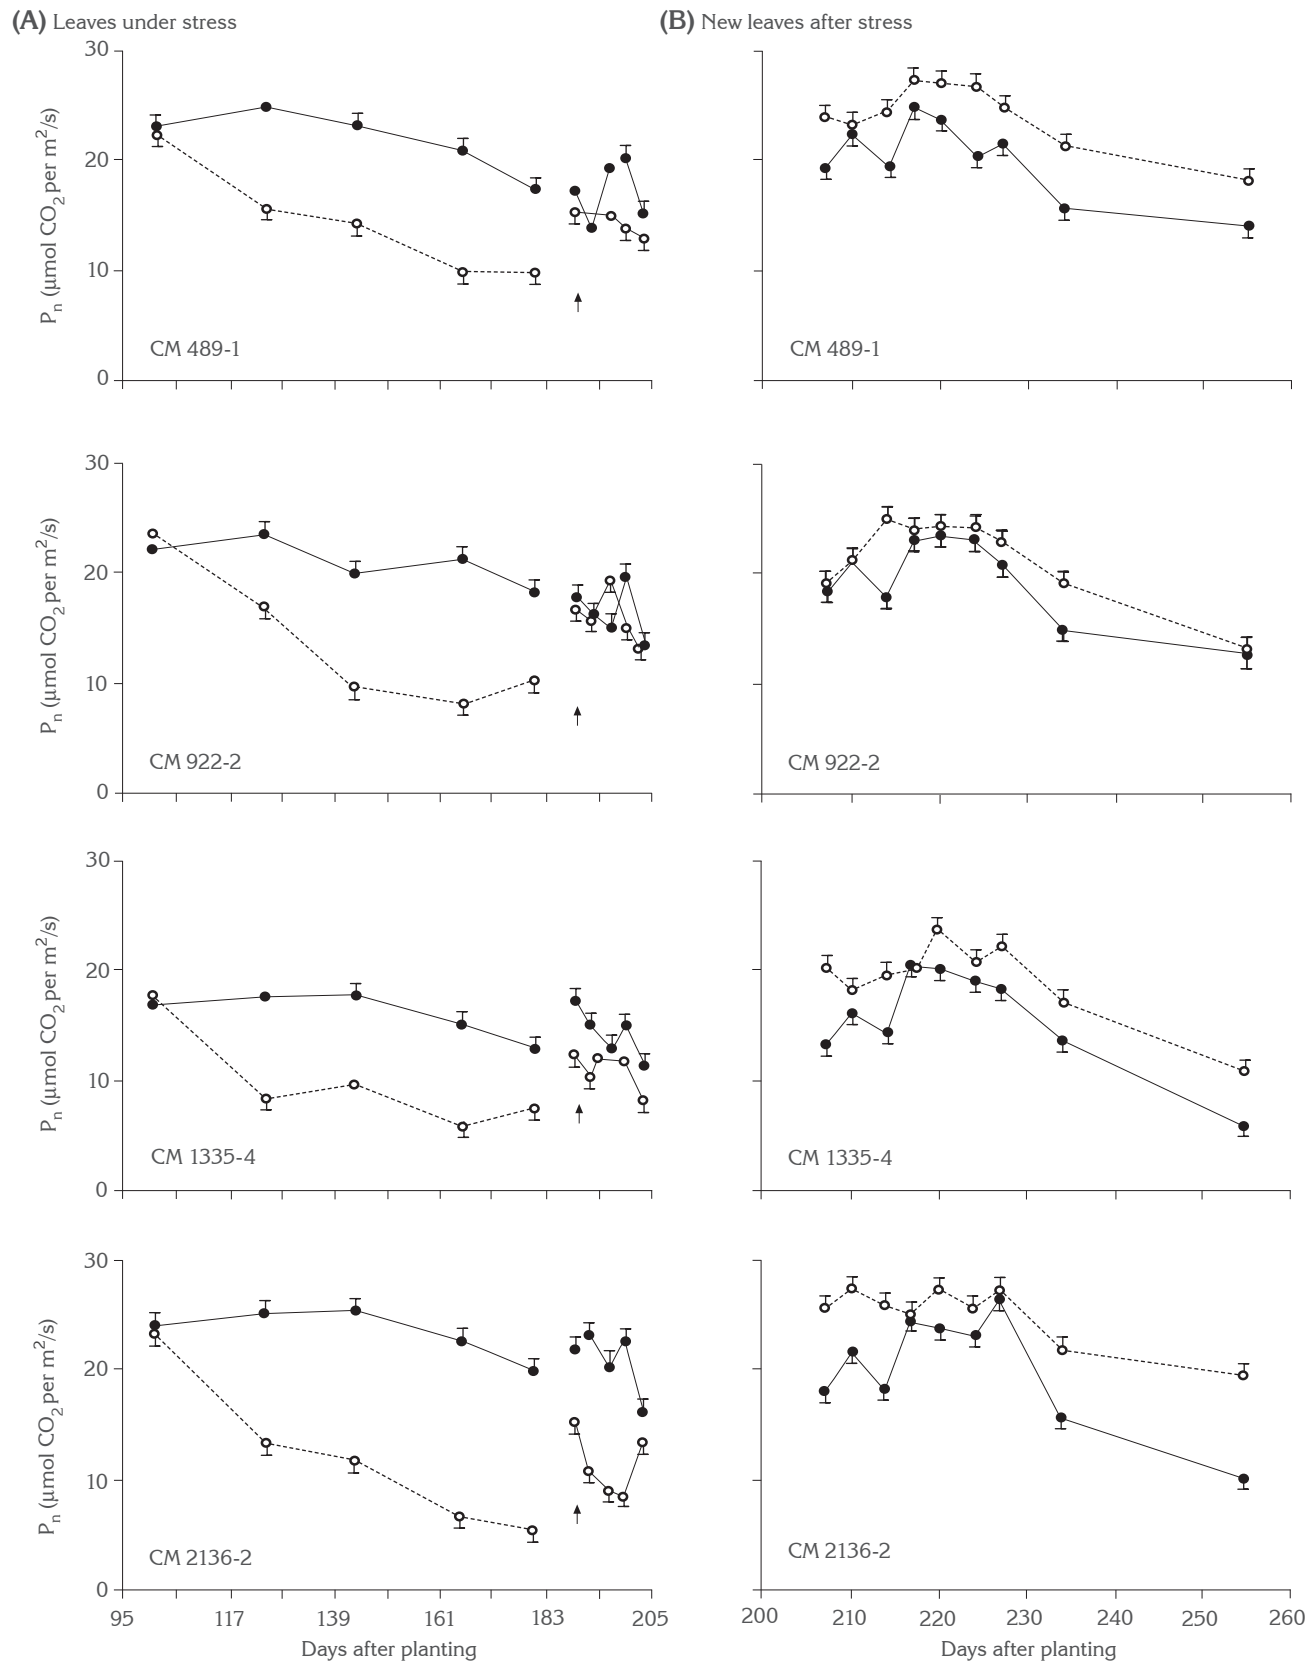 (A) Leaves under stress
(B) New leaves after stress
30
20
10
0
Pn (µmol CO2 per m2/s)
CM 489-1
CM 489-1
30
20
10
0
Pn (µmol CO2 per m2/s)
CM 922-2
CM 922-2
30
20
10
0
Pn (µmol CO2 per m2/s)
CM 1335-4
CM 1335-4
30
20
10
0
Pn (µmol CO2 per m2/s)
CM 2136-2
CM 2136-2
95 117 139 161 183 205
200 210 220 230 240 250 260
Days after planting
Days after planting